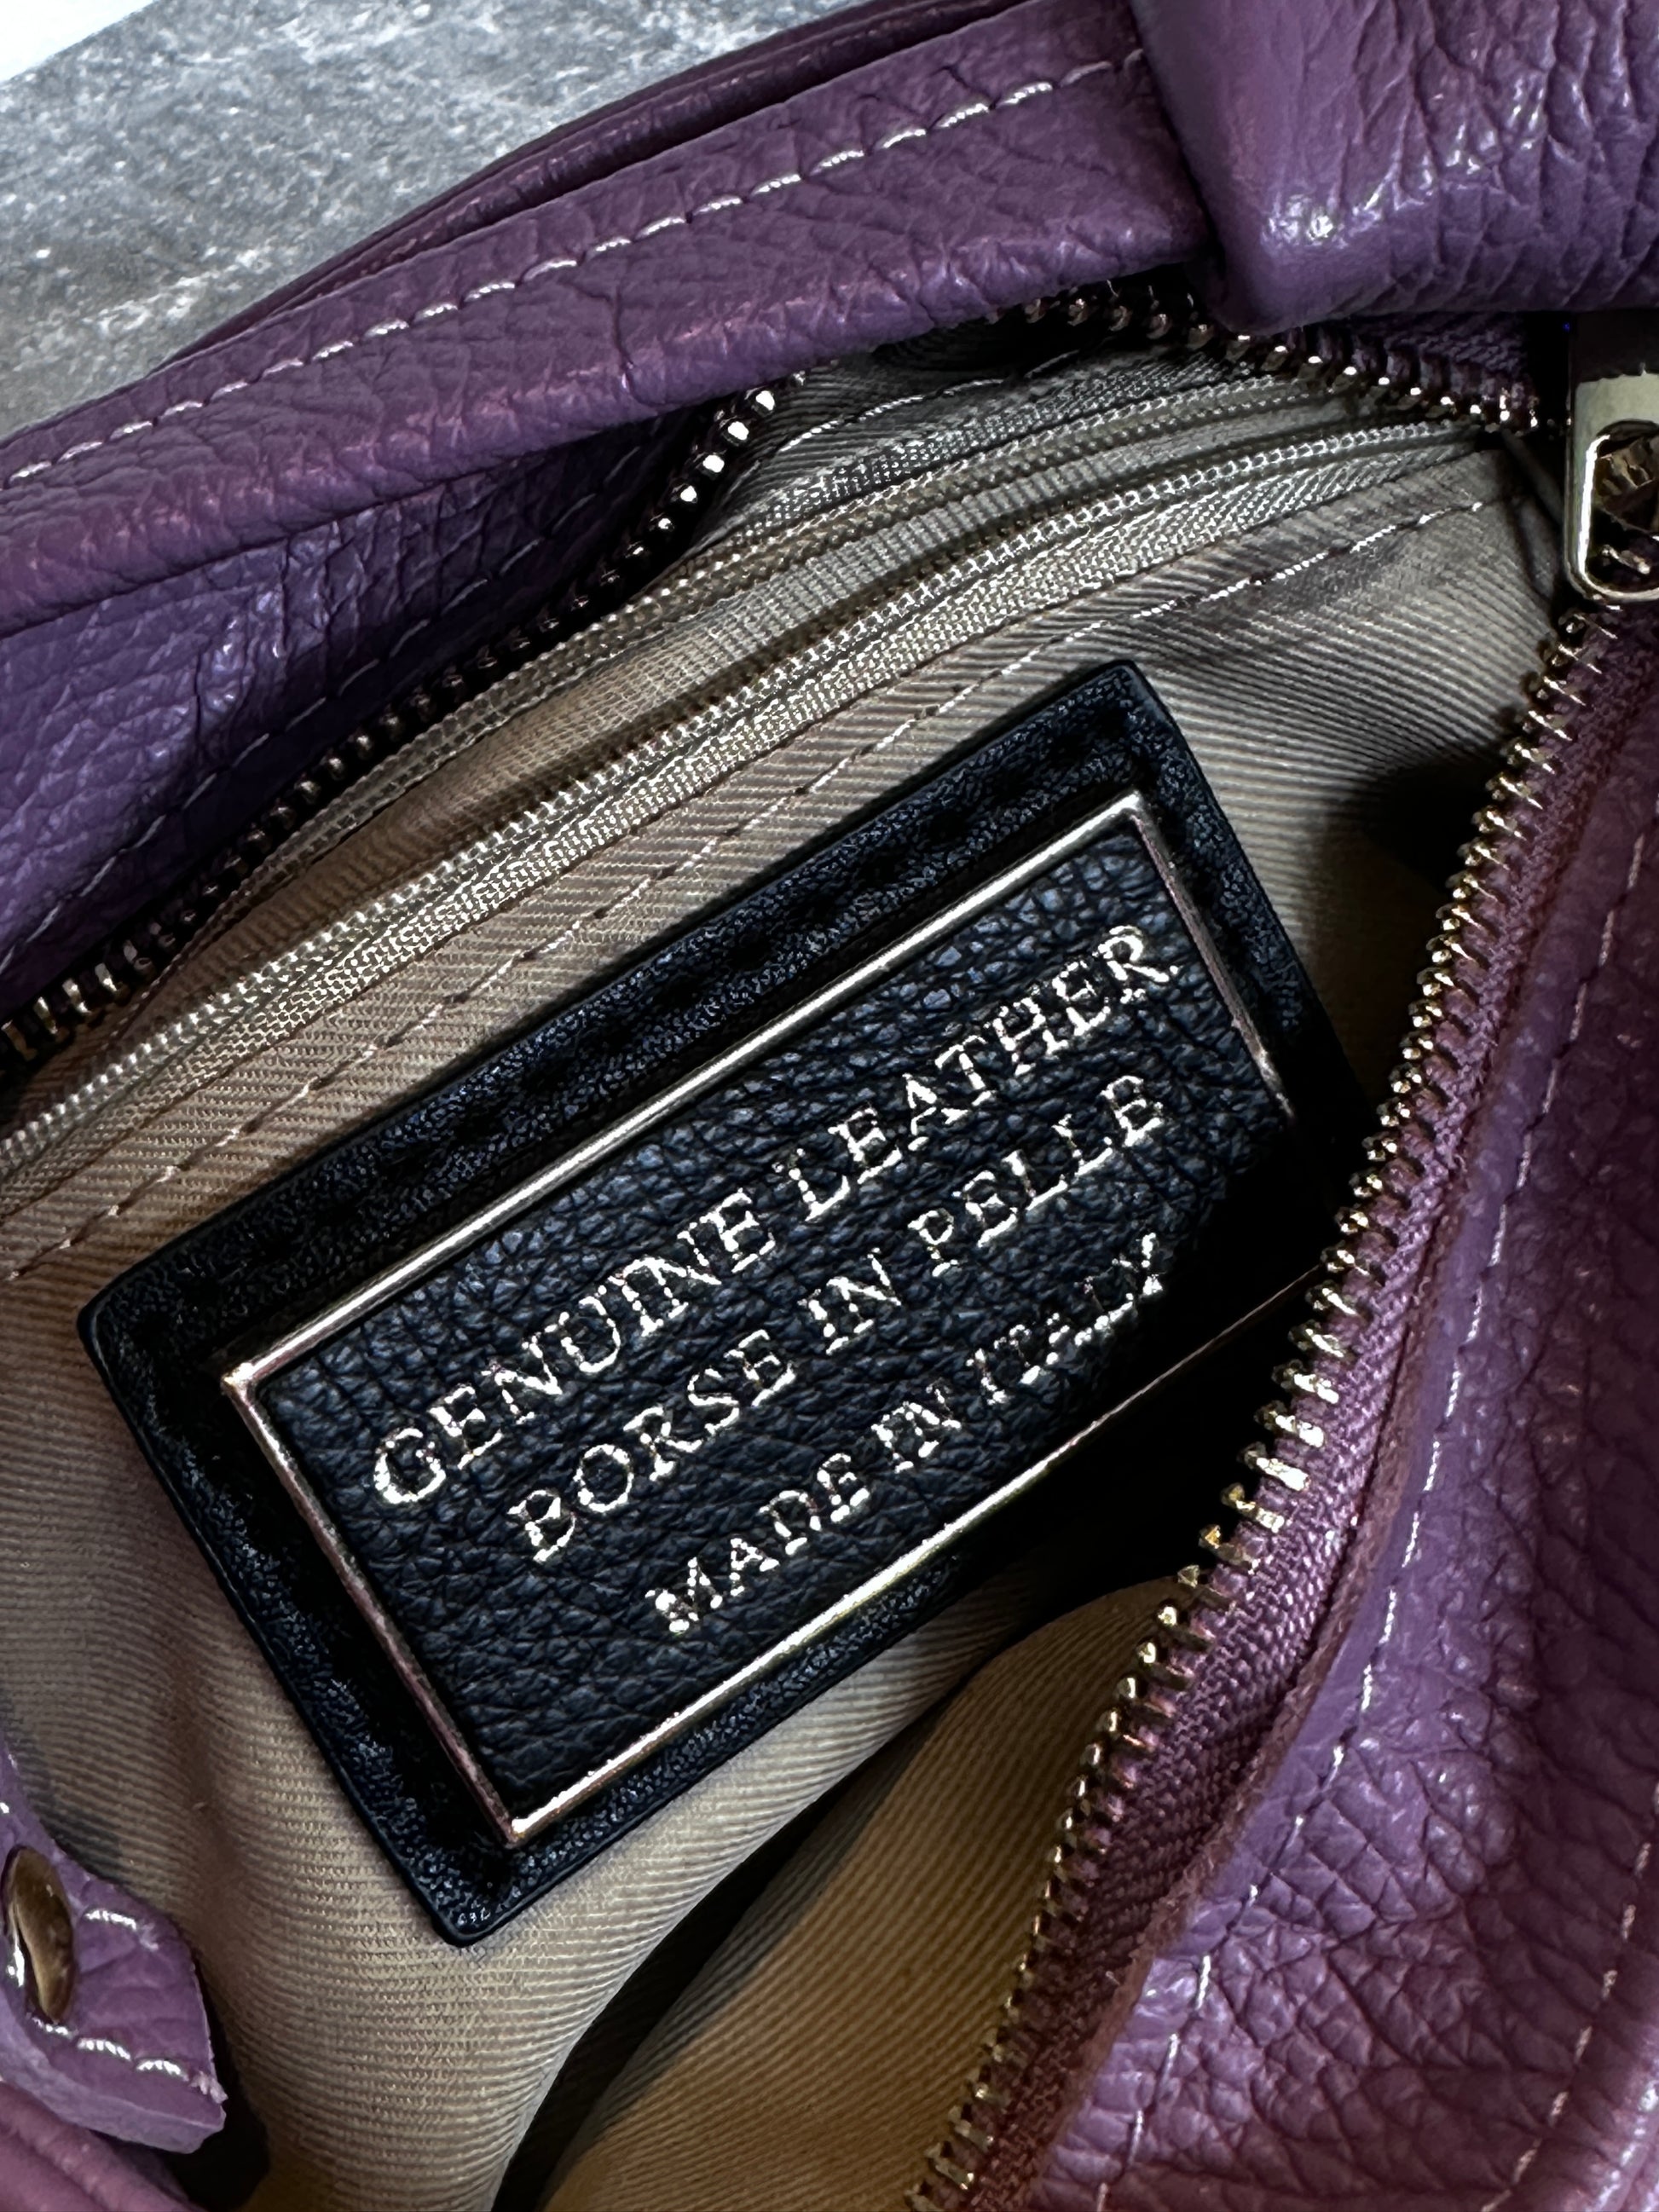 GENUINE LEATHER
BORSE IN PELLE
MADE IN ITALY